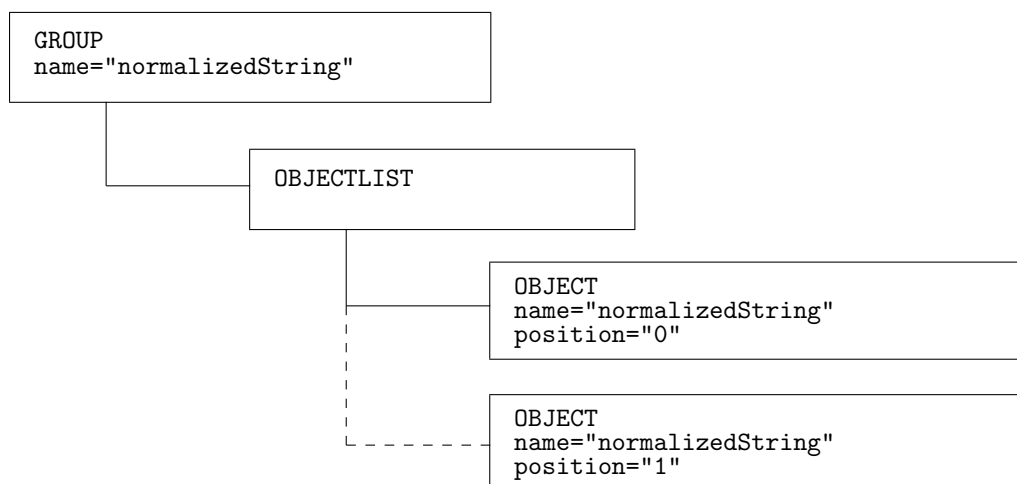 GROUP
name="normalizedString"
OBJECTLIST
OBJECT
name="normalizedString"
position="0"
OBJECT
name="normalizedString"
position="1"